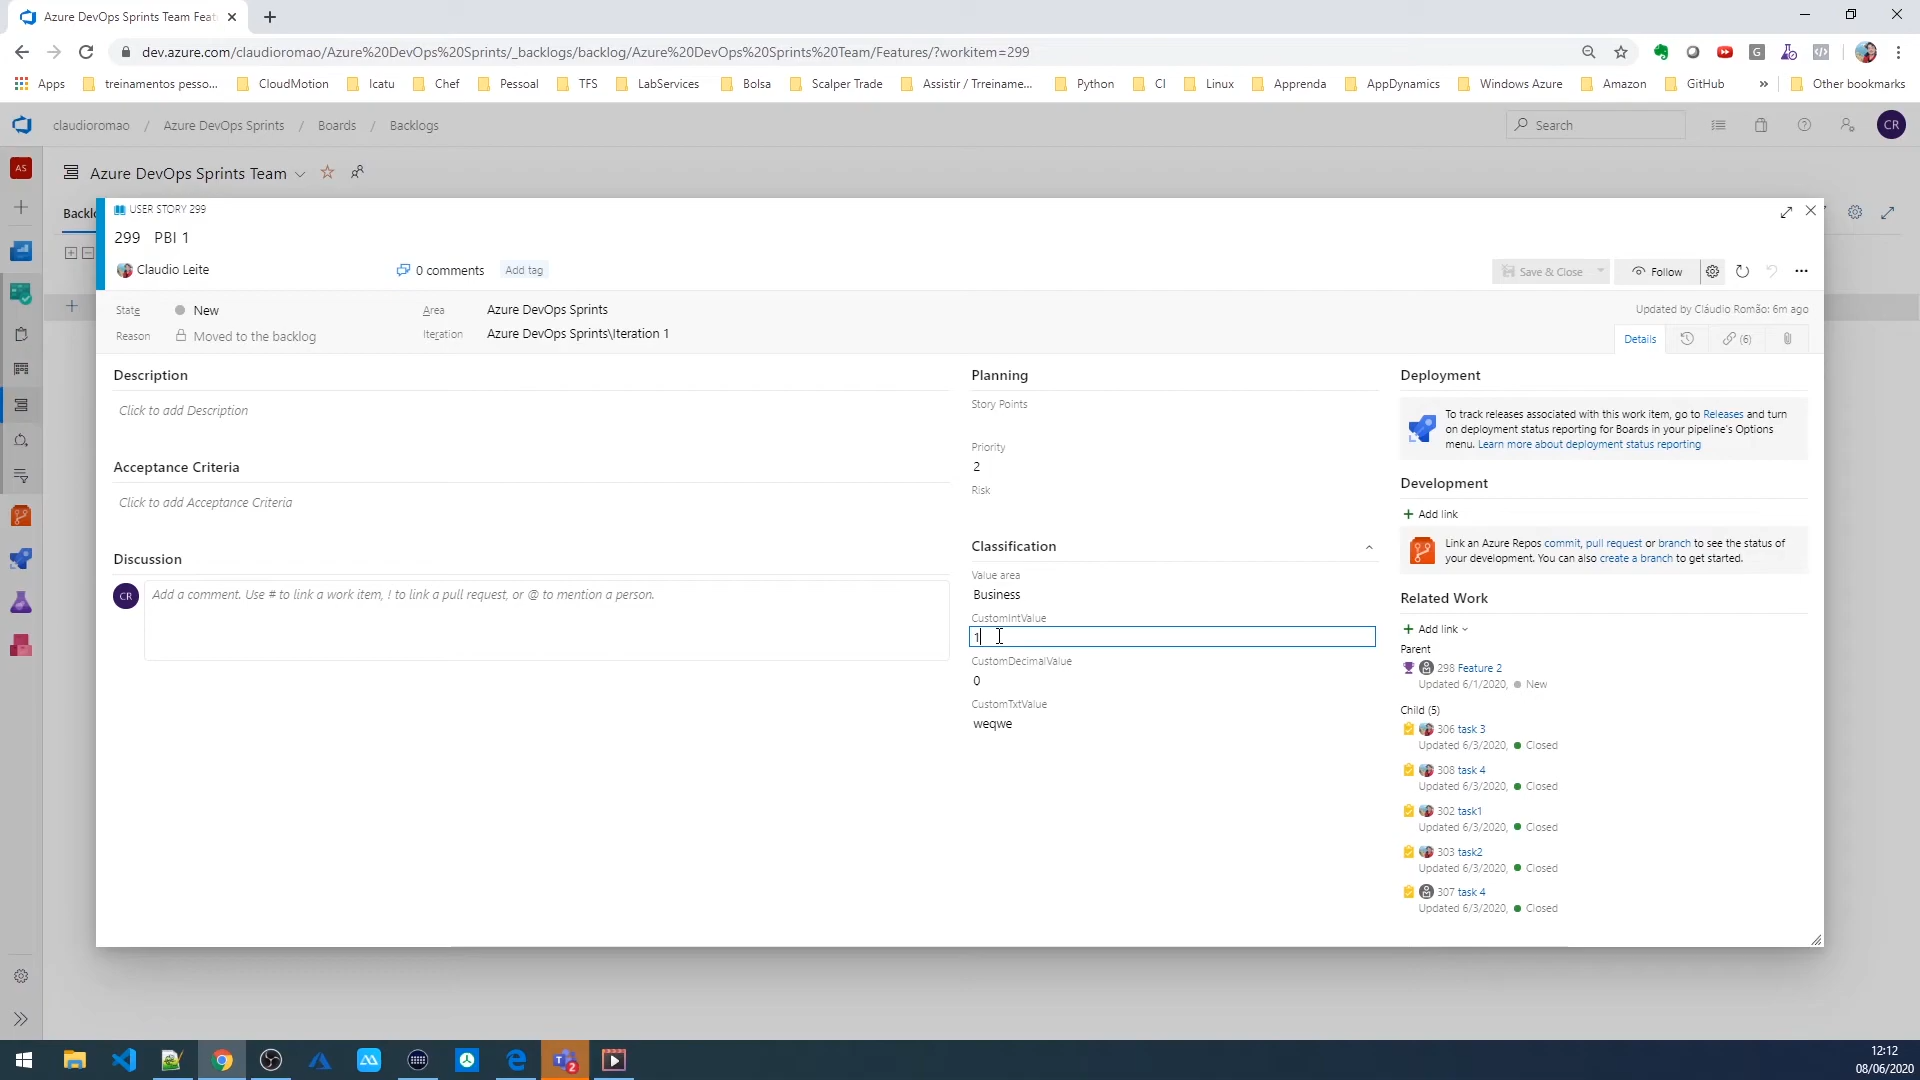 Azure DevOps Sprints Team Feat
dev.azure.com/claudioromao/Azure%20DevOps%20Sprints/_backlogs/backlog/Azure%20DevOps%20Sprints%20Team/Features/?workitem=299
Apps treinamentos pesso... CloudMotion Icatu Chef Pessoal TFS LabServices Bolsa Scalper Trade Assistir / Trreiname... Python CI Linux Apprenda AppDynamics Windows Azure Amazon GitHub » Other bookmarks
claudioromao / Azure DevOps Sprints / Boards / Backlogs Search CR
AS Azure DevOps Sprints Team
USER STORY 299
299 PBI 1
Claudio Leite 0 comments Add tag Save & Close Follow
State New Area Azure DevOps Sprints Updated by Cláudio Romão: 6m ago
Reason Moved to the backlog Iteration Azure DevOps Sprints\Iteration 1
Details (6)
Description
Click to add Description
Acceptance Criteria
Click to add Acceptance Criteria
Discussion
CR Add a comment. Use # to link a work item, ! to link a pull request, or @ to mention a person.
Planning
Story Points
Priority
2
Risk
Classification
Value area
Business
CustomIntValue
1
CustomDecimalValue
0
CustomTxtValue
weqwe
Deployment
To track releases associated with this work item, go to Releases and turn
on deployment status reporting for Boards in your pipeline's Options
menu. Learn more about deployment status reporting
Development
+ Add link
Link an Azure Repos commit, pull request or branch to see the status of
your development. You can also create a branch to get started.
Related Work
+ Add link
Parent
298 Feature 2
Updated 6/1/2020, New
Child (5)
306 task 3
Updated 6/3/2020, Closed
308 task 4
Updated 6/3/2020, Closed
302 task1
Updated 6/3/2020, Closed
303 task2
Updated 6/3/2020, Closed
307 task 4
Updated 6/3/2020, Closed
12:12
08/06/2020